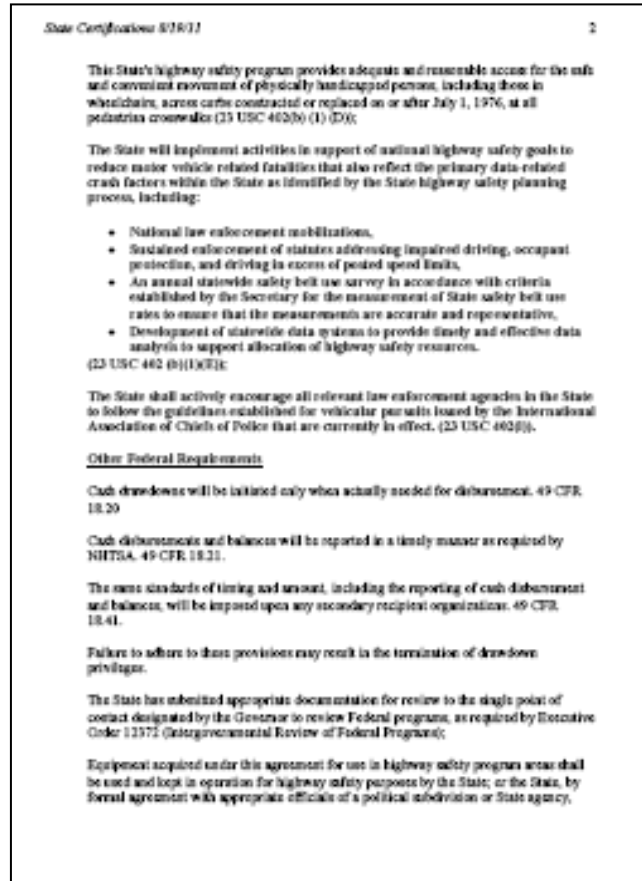 State Certifications 8/19/11 2
This State's highway safety program provides adequate and reasonable access for the safe
and convenient movement of physically handicapped persons, including those in
wheelchairs, across curbs constructed or replaced on or after July 1, 1976, at all
pedestrian crosswalks (23 USC 402(b) (1) (D));
The State will implement activities in support of national highway safety goals to
reduce motor vehicle related fatalities that also reflect the primary data-related
crash factors within the State as identified by the State highway safety planning
process, including:
• National law enforcement mobilizations,
• Sustained enforcement of statutes addressing impaired driving, occupant
protection, and driving in excess of posted speed limits,
• An annual statewide safety belt use survey in accordance with criteria
established by the Secretary for the measurement of State safety belt use
rates to ensure that the measurements are accurate and representative,
• Development of statewide data systems to provide timely and effective data
analysis to support allocation of highway safety resources.
(23 USC 402 (b)(1)(E));
The State shall actively encourage all relevant law enforcement agencies in the State
to follow the guidelines established for vehicular pursuits issued by the International
Association of Chiefs of Police that are currently in effect. (23 USC 402(l)).
Other Federal Requirements
Cash drawdowns will be initiated only when actually needed for disbursement. 49 CFR
18.20
Cash disbursements and balances will be reported in a timely manner as required by
NHTSA. 49 CFR 18.21.
The same standards of timing and amount, including the reporting of cash disbursement
and balances, will be imposed upon any secondary recipient organizations. 49 CFR
18.41.
Failure to adhere to these provisions may result in the termination of drawdown
privileges.
The State has submitted appropriate documentation for review to the single point of
contact designated by the Governor to review Federal programs, as required by Executive
Order 12372 (Intergovernmental Review of Federal Programs);
Equipment acquired under this agreement for use in highway safety program areas shall
be used and kept in operation for highway safety purposes by the State; or the State, by
formal agreement with appropriate officials of a political subdivision or State agency,